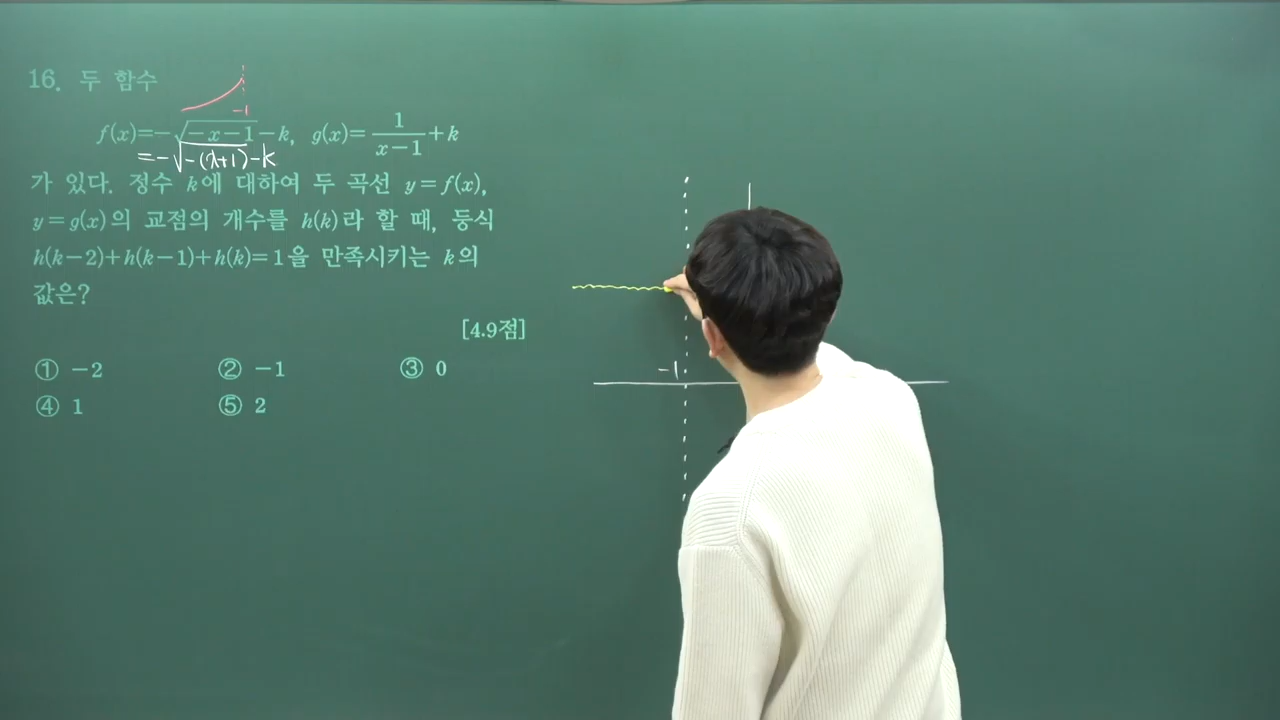 16. 두 함수
-1
f(x)=-√-x-1-k, g(x)=1/(x-1)+k
=-√-(x+1)-k
가 있다. 정수 k에 대하여 두 곡선 y=f(x),
y=g(x)의 교점의 개수를 h(k)라 할 때, 등식
h(k-2)+h(k-1)+h(k)=1을 만족시키는 k의
값은?
[4.9점]
① -2 ② -1 ③ 0
④ 1 ⑤ 2
-1